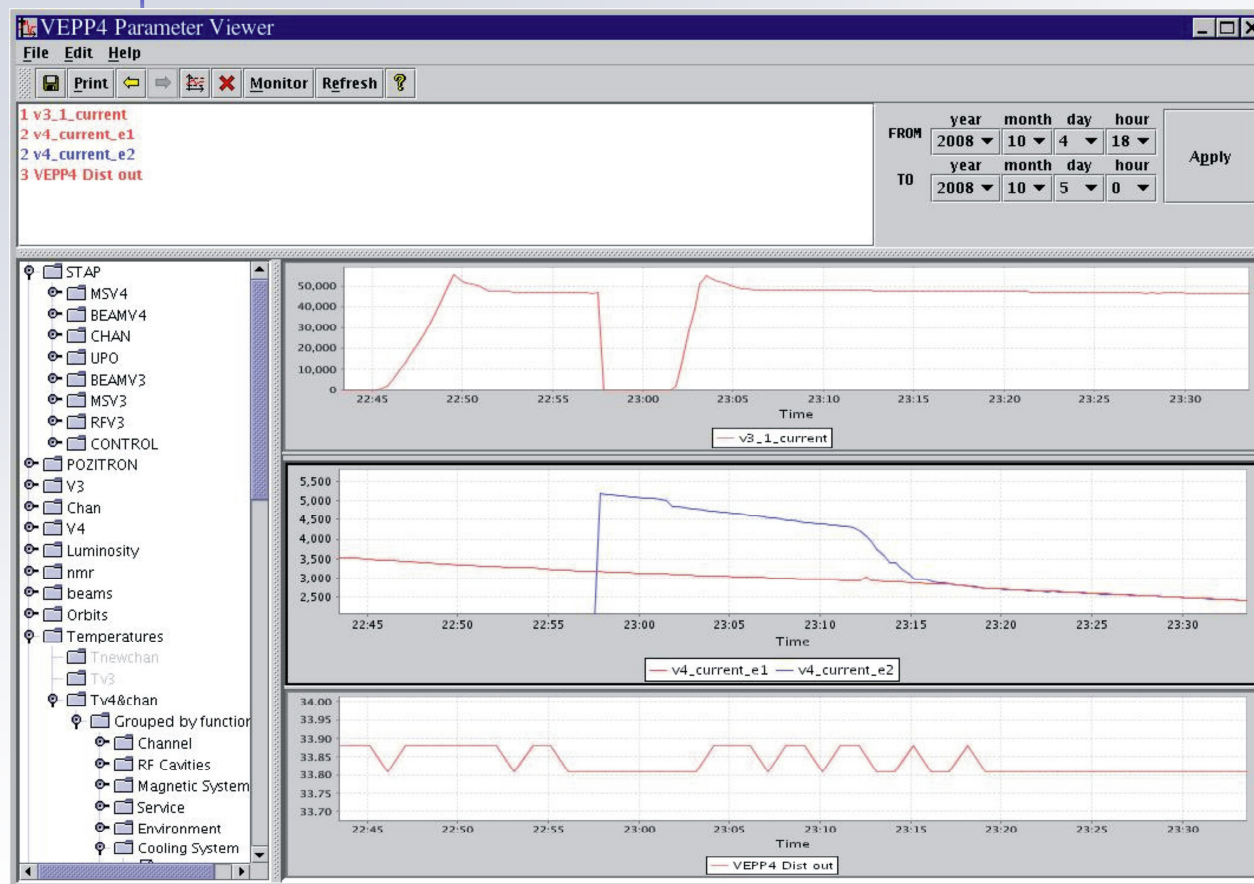 VEPP4 Parameter Viewer
File Edit Help
Print Monitor Refresh ?
1 v3_1_current
2 v4_current_e1
2 v4_current_e2
3 VEPP4 Dist out
year month day hour
FROM 2008 10 4 18
year month day hour
TO 2008 10 5 0
Apply
STAP
MSV4
BEAMV4
CHAN
UPO
BEAMV3
MSV3
RFV3
CONTROL
POZITRON
V3
Chan
V4
Luminosity
nmr
beams
Orbits
Temperatures
Tnewchan
Tv3
Tv4&chan
Grouped by function
Channel
RF Cavities
Magnetic System
Service
Environment
Cooling System
50,000
40,000
30,000
20,000
10,000
0
22:45 22:50 22:55 23:00 23:05 23:10 23:15 23:20 23:25 23:30
Time
v3_1_current
5,500
5,000
4,500
4,000
3,500
3,000
2,500
22:45 22:50 22:55 23:00 23:05 23:10 23:15 23:20 23:25 23:30
Time
v4_current_e1 v4_current_e2
34.00
33.95
33.90
33.85
33.80
33.75
33.70
22:45 22:50 22:55 23:00 23:05 23:10 23:15 23:20 23:25 23:30
Time
VEPP4 Dist out